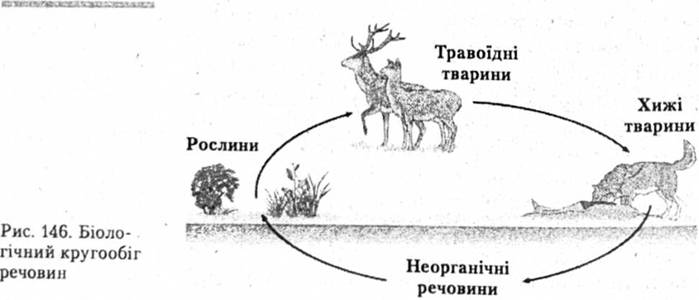 Травоїдні
тварини
Хижі
тварини
Рослини
Рис. 146. Біоло-
гічний кругообіг
речовин
Неорганічні
речовини